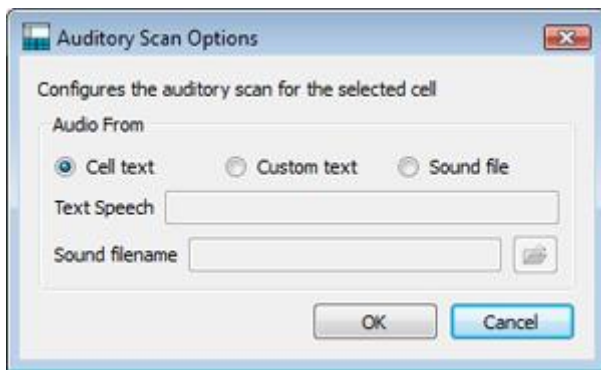 Auditory Scan Options
Configures the auditory scan for the selected cell
Audio From
Cell text Custom text Sound file
Text Speech
Sound filename
OK Cancel